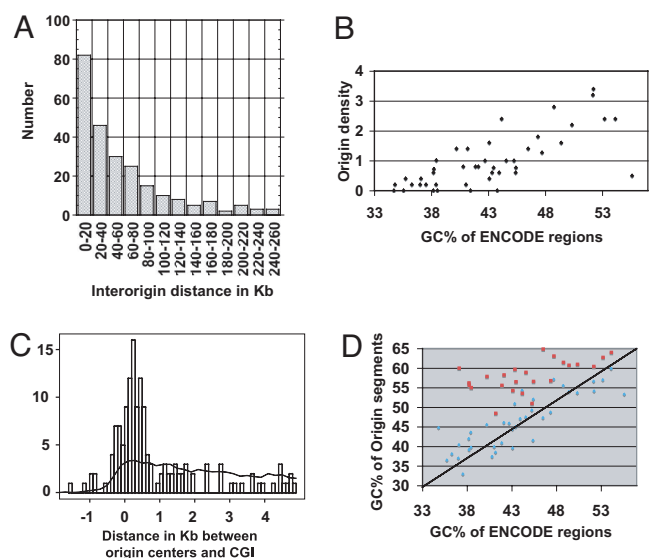 A
100
80
60
40
20
0
Number
0-20
20-40
40-60
60-80
80-100
100-120
120-140
140-160
160-180
180-200
200-220
220-240
240-260
Interorigin distance in Kb
B
4
3
2
1
0
Origin density
33 38 43 48 53
GC% of ENCODE regions
C
15
10
5
0
-1 0 1 2 3 4
Distance in Kb between
origin centers and CGI
D
65
60
55
50
45
40
35
30
GC% of Origin segments
33 38 43 48 53
GC% of ENCODE regions